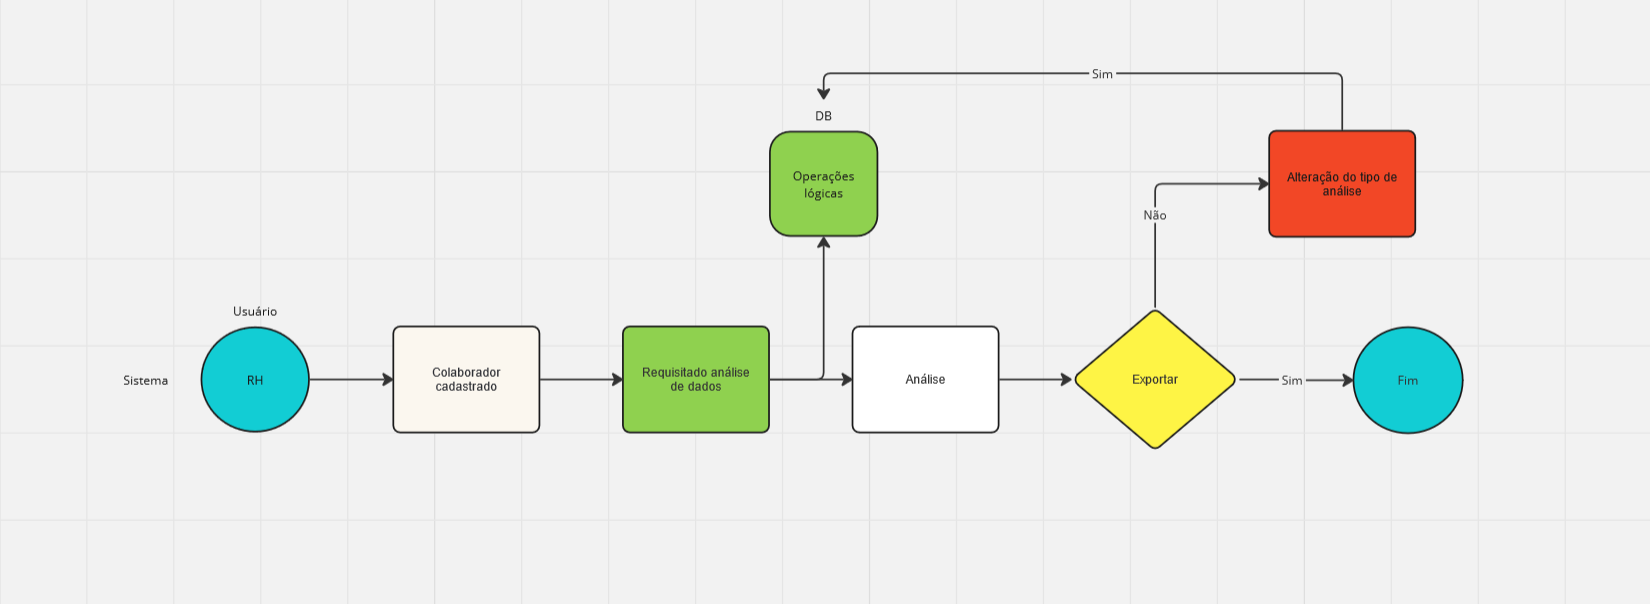 Sim
DB
Operações
lógicas
Alteração do tipo de
análise
Não
Usuário
Sistema
RH
Colaborador
cadastrado
Requisitado análise
de dados
Análise
Exportar
Sim
Fim